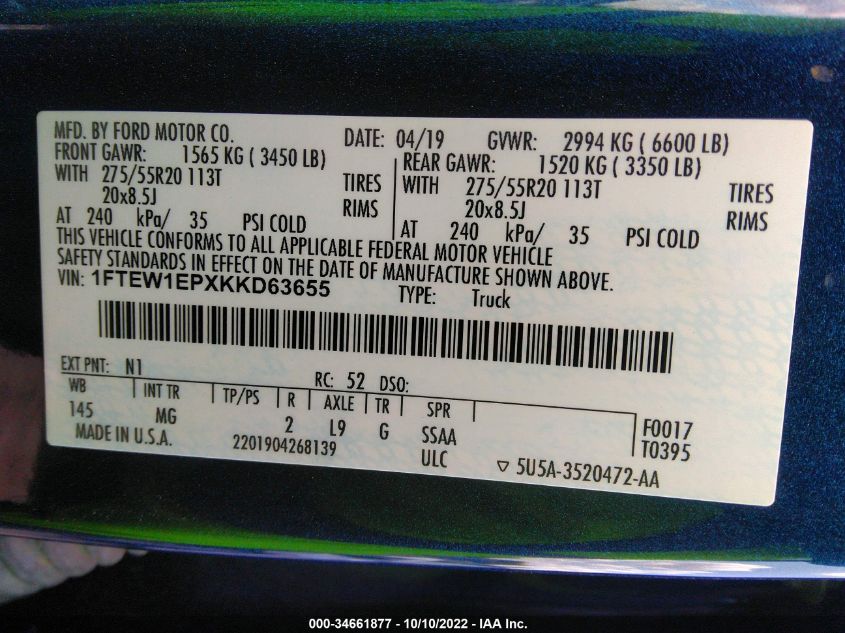 MFD. BY FORD MOTOR CO. DATE: 04/19 GVWR: 2994 KG ( 6600 LB)
FRONT GAWR: 1565 KG ( 3450 LB) REAR GAWR: 1520 KG ( 3350 LB)
WITH 275/55R20 113T TIRES WITH 275/55R20 113T TIRES
20x8.5J RIMS 20x8.5J RIMS
AT 240 kPa/ 35 PSI COLD AT 240 kPa/ 35 PSI COLD
THIS VEHICLE CONFORMS TO ALL APPLICABLE FEDERAL MOTOR VEHICLE
SAFETY STANDARDS IN EFFECT ON THE DATE OF MANUFACTURE SHOWN ABOVE.
VIN: 1FTEW1EPXKKD63655 TYPE: Truck
EXT PNT: N1 RC: 52 DSO:
WB INT TR TP/PS R AXLE TR SPR
145 MG 2 L9 G SSAA F0017
MADE IN U.S.A. 2201904268139 ULC T0395
▽ 5U5A-3520472-AA
000-34661877 - 10/10/2022 - IAA Inc.